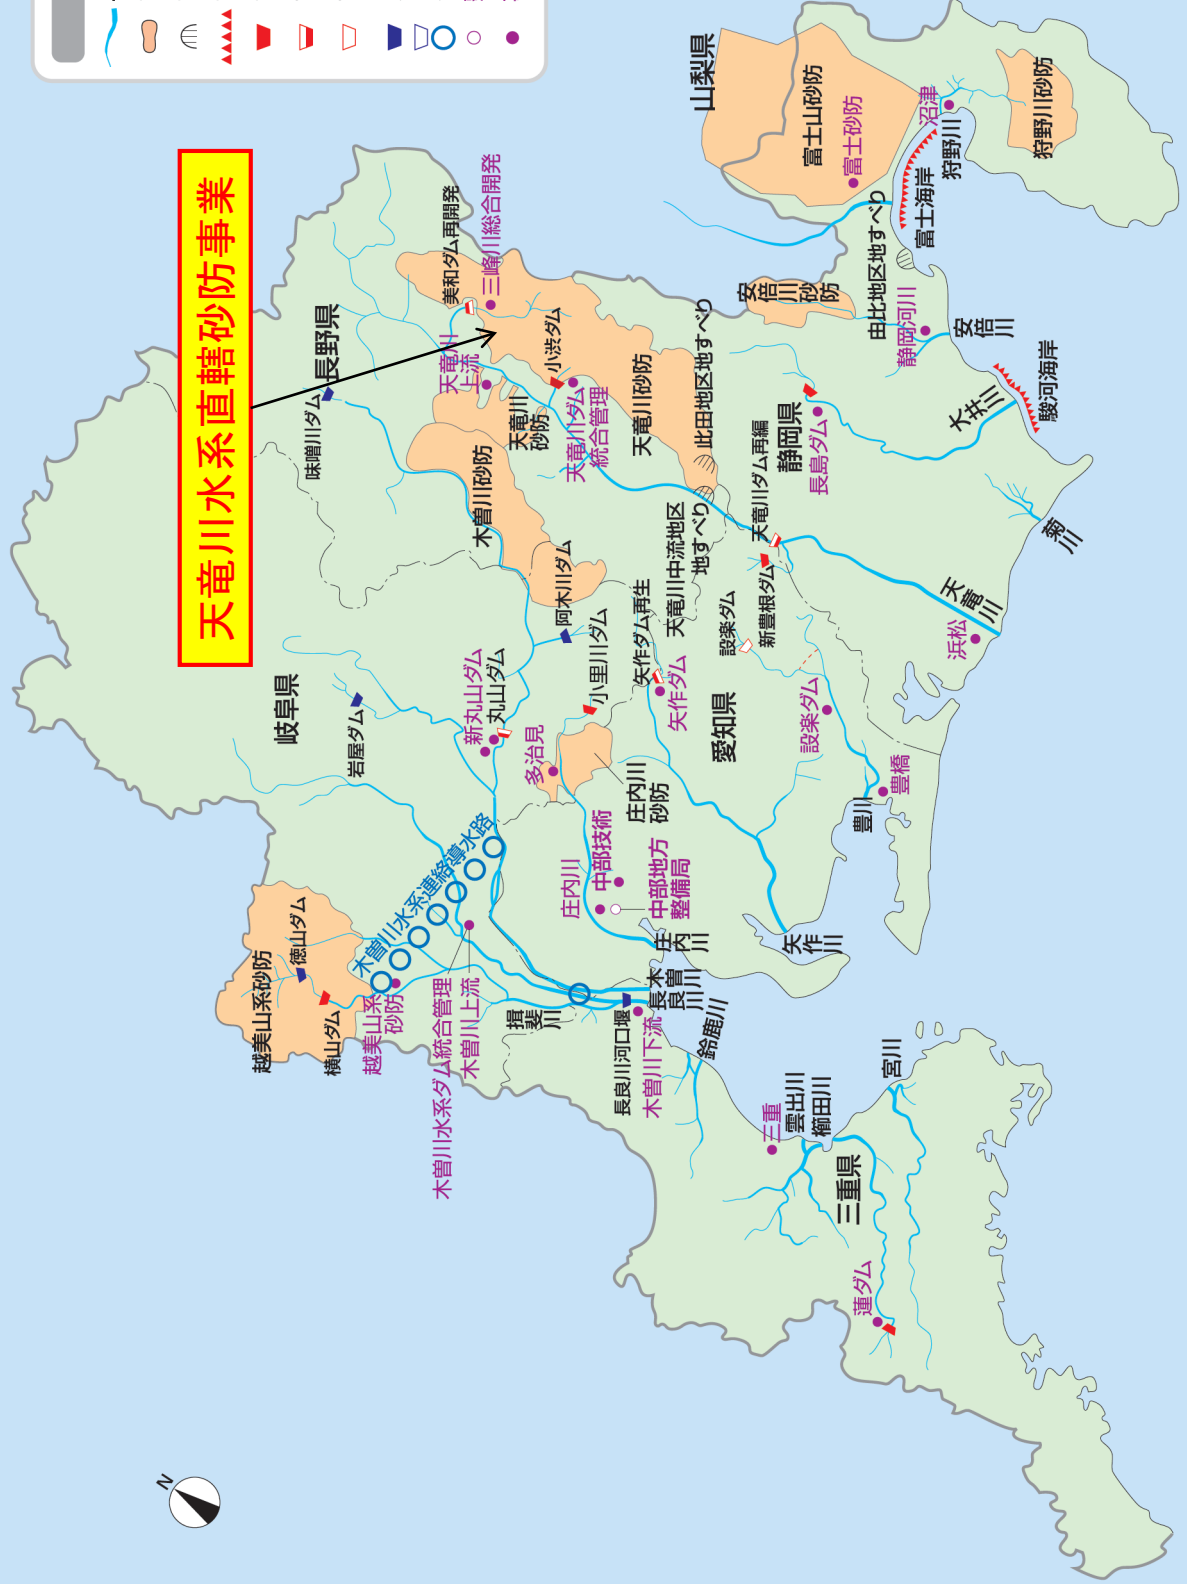 天竜川水系直轄砂防事業
N
越美山系砂防
徳山ダム
横山ダム
越美山系
砂防
木曽川水系連絡導水路
木曽川水系ダム統合管理
木曽川上流
揖斐川
長良川
木曽川
長良川河口堰
木曽川下流
鈴鹿川
三重
雲出川
櫛田川
三重県
宮川
蓮ダム
岐阜県
岩屋ダム
新丸山ダム
丸山ダム
多治見
小里川ダム
庄内川
砂防
庄内川
中部技術
中部地方
整備局
庄内川
矢作川
愛知県
矢作ダム再生
矢作ダム
設楽ダム
設楽ダム
新豊根ダム
豊川
豊橋
長野県
味噌川ダム
木曽川砂防
阿木川ダム
美和ダム再開発
三峰川総合開発
天竜川
上流
小渋ダム
天竜川
砂防
天竜川ダム
統合管理
天竜川砂防
此田地区地すべり
天竜川中流地区
地すべり
天竜川ダム再編
静岡県
長島ダム
天竜川
浜松
菊川
大井川
駿河海岸
安倍川砂防
安倍川
静岡河川
由比地区地すべり
富士海岸
山梨県
富士山砂防
富士砂防
沼津
狩野川
狩野川砂防